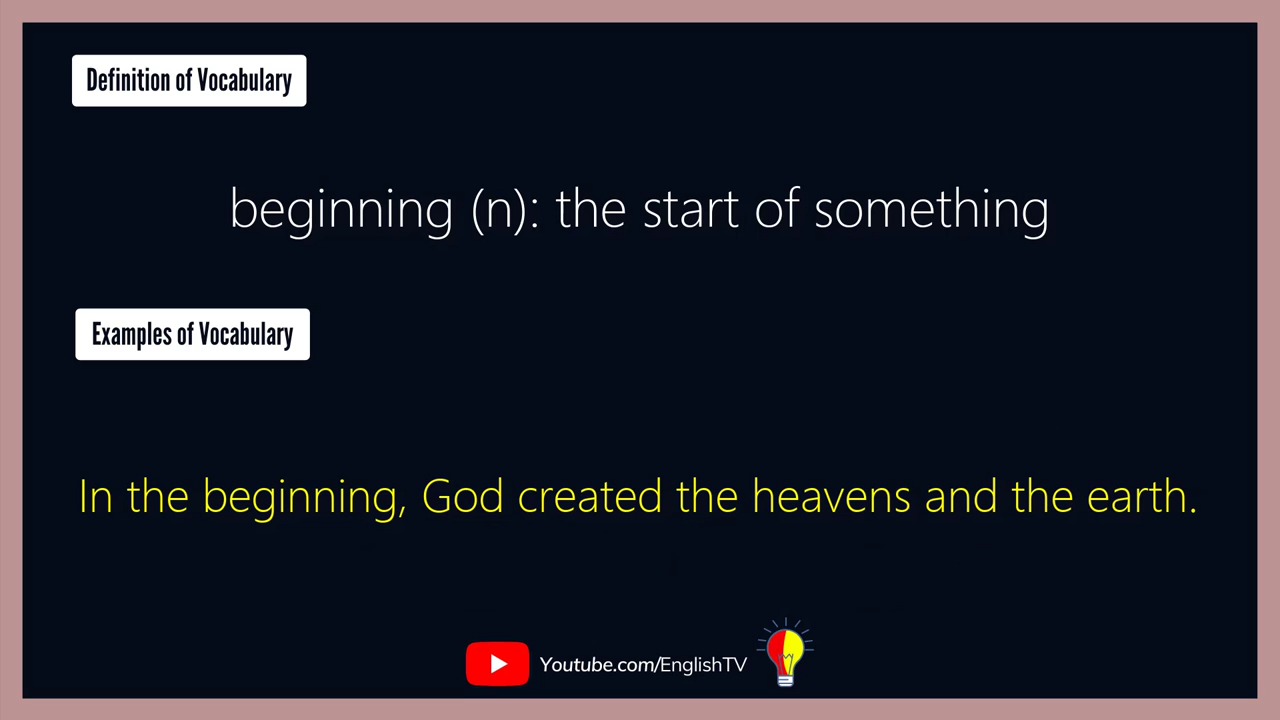 Definition of Vocabulary
beginning (n): the start of something
Examples of Vocabulary
In the beginning, God created the heavens and the earth.
Youtube.com/EnglishTV